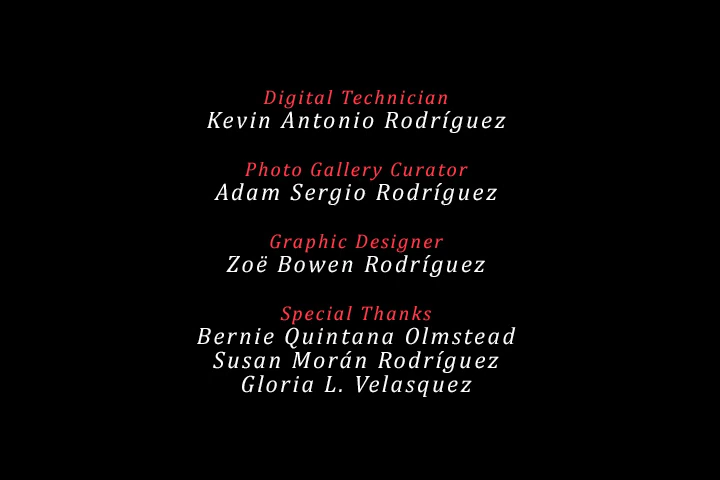 Digital Technician
Kevin Antonio Rodríguez
Photo Gallery Curator
Adam Sergio Rodríguez
Graphic Designer
Zoë Bowen Rodríguez
Special Thanks
Bernie Quintana Olmstead
Susan Morán Rodríguez
Gloria L. Velasquez